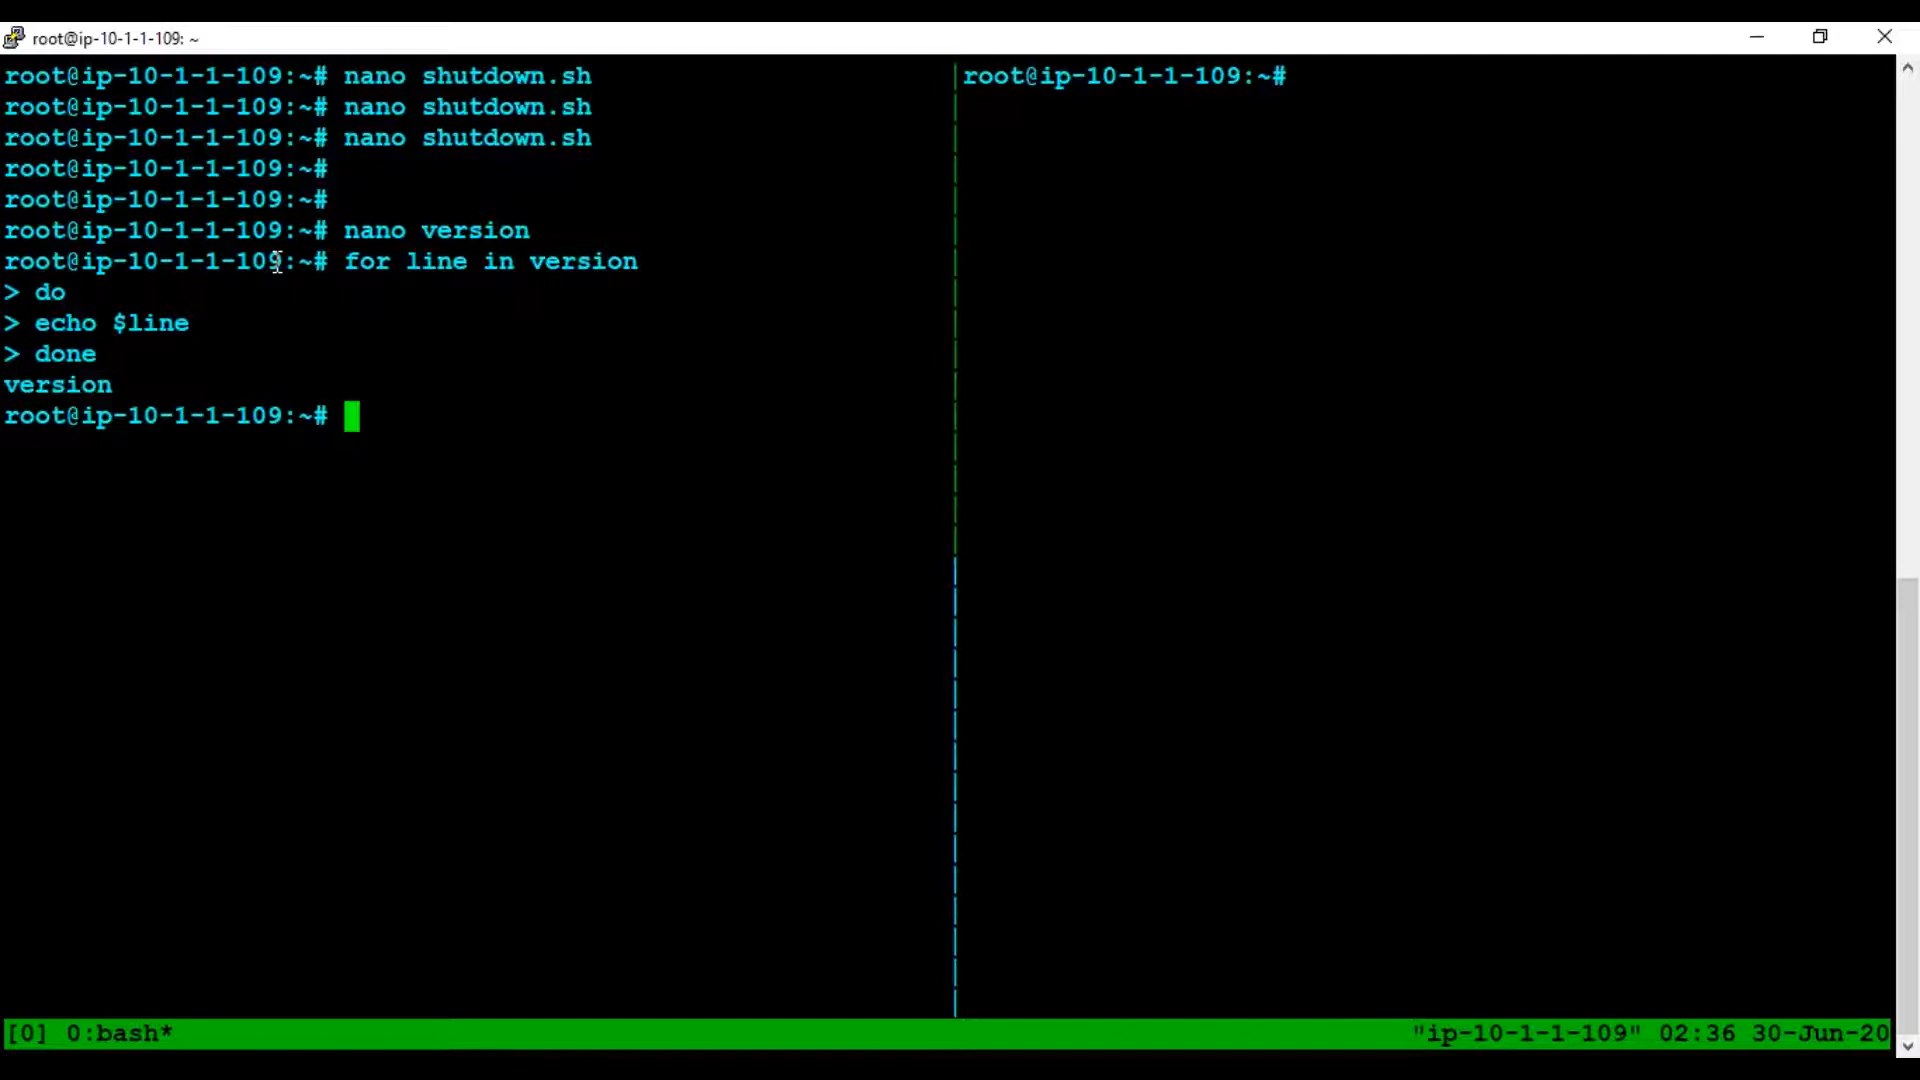 root@ip-10-1-1-109: ~
root@ip-10-1-1-109:~# nano shutdown.sh
root@ip-10-1-1-109:~# nano shutdown.sh
root@ip-10-1-1-109:~# nano shutdown.sh
root@ip-10-1-1-109:~#
root@ip-10-1-1-109:~#
root@ip-10-1-1-109:~# nano version
root@ip-10-1-1-109:~# for line in version
> do
> echo $line
> done
version
root@ip-10-1-1-109:~#
root@ip-10-1-1-109:~#
[0] 0:bash* "ip-10-1-1-109" 02:36 30-Jun-20